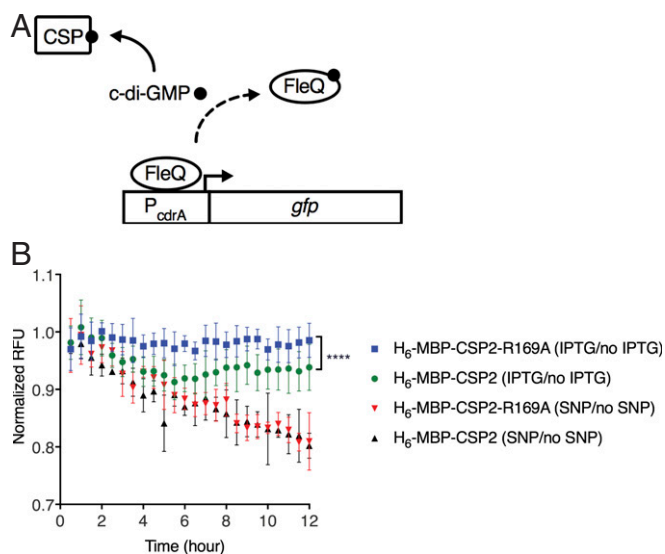 A
CSP
c-di-GMP
FleQ
FleQ
PcdrA
gfp
B
Normalized RFU
1.1
1.0
0.9
0.8
0.7
0 2 4 6 8 10 12
Time (hour)
****
H6-MBP-CSP2-R169A (IPTG/no IPTG)
H6-MBP-CSP2 (IPTG/no IPTG)
H6-MBP-CSP2-R169A (SNP/no SNP)
H6-MBP-CSP2 (SNP/no SNP)